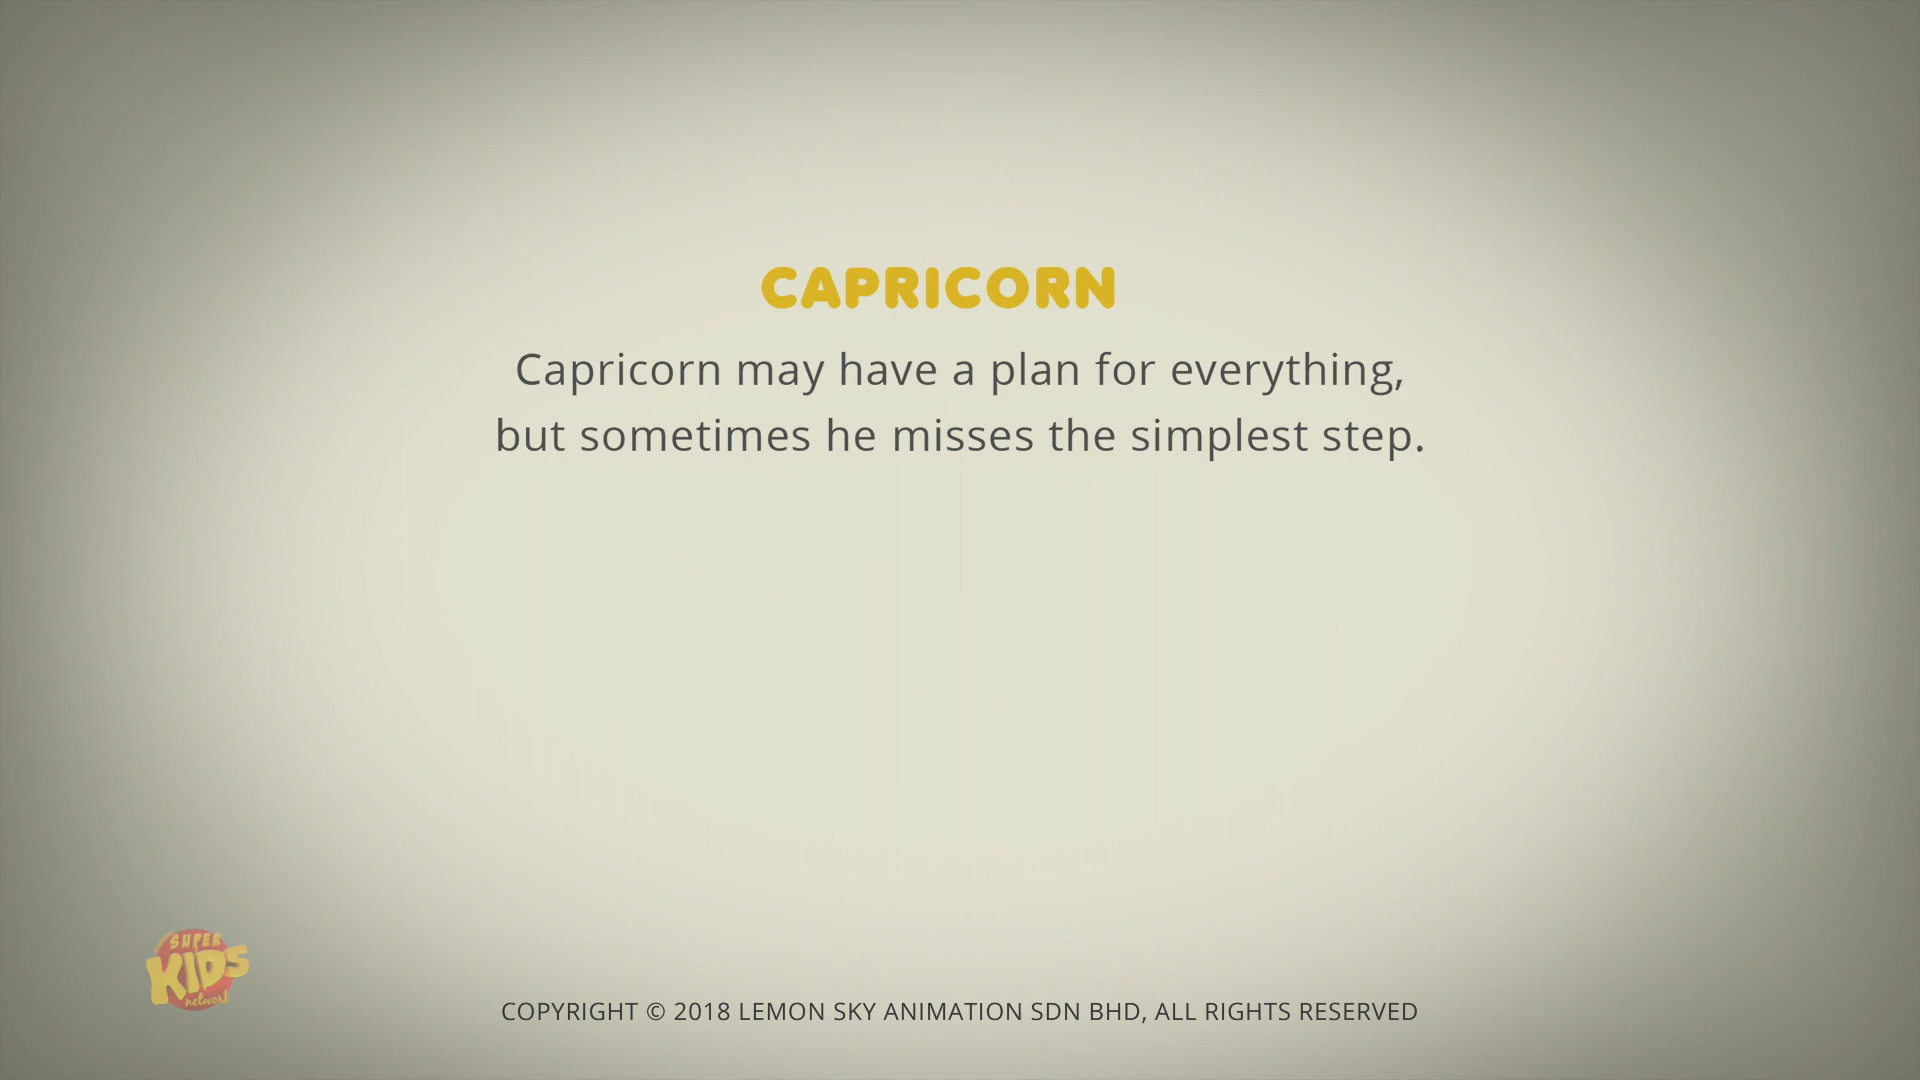 CAPRICORN
Capricorn may have a plan for everything,
but sometimes he misses the simplest step.
SUPER
KIDS
network
COPYRIGHT © 2018 LEMON SKY ANIMATION SDN BHD, ALL RIGHTS RESERVED